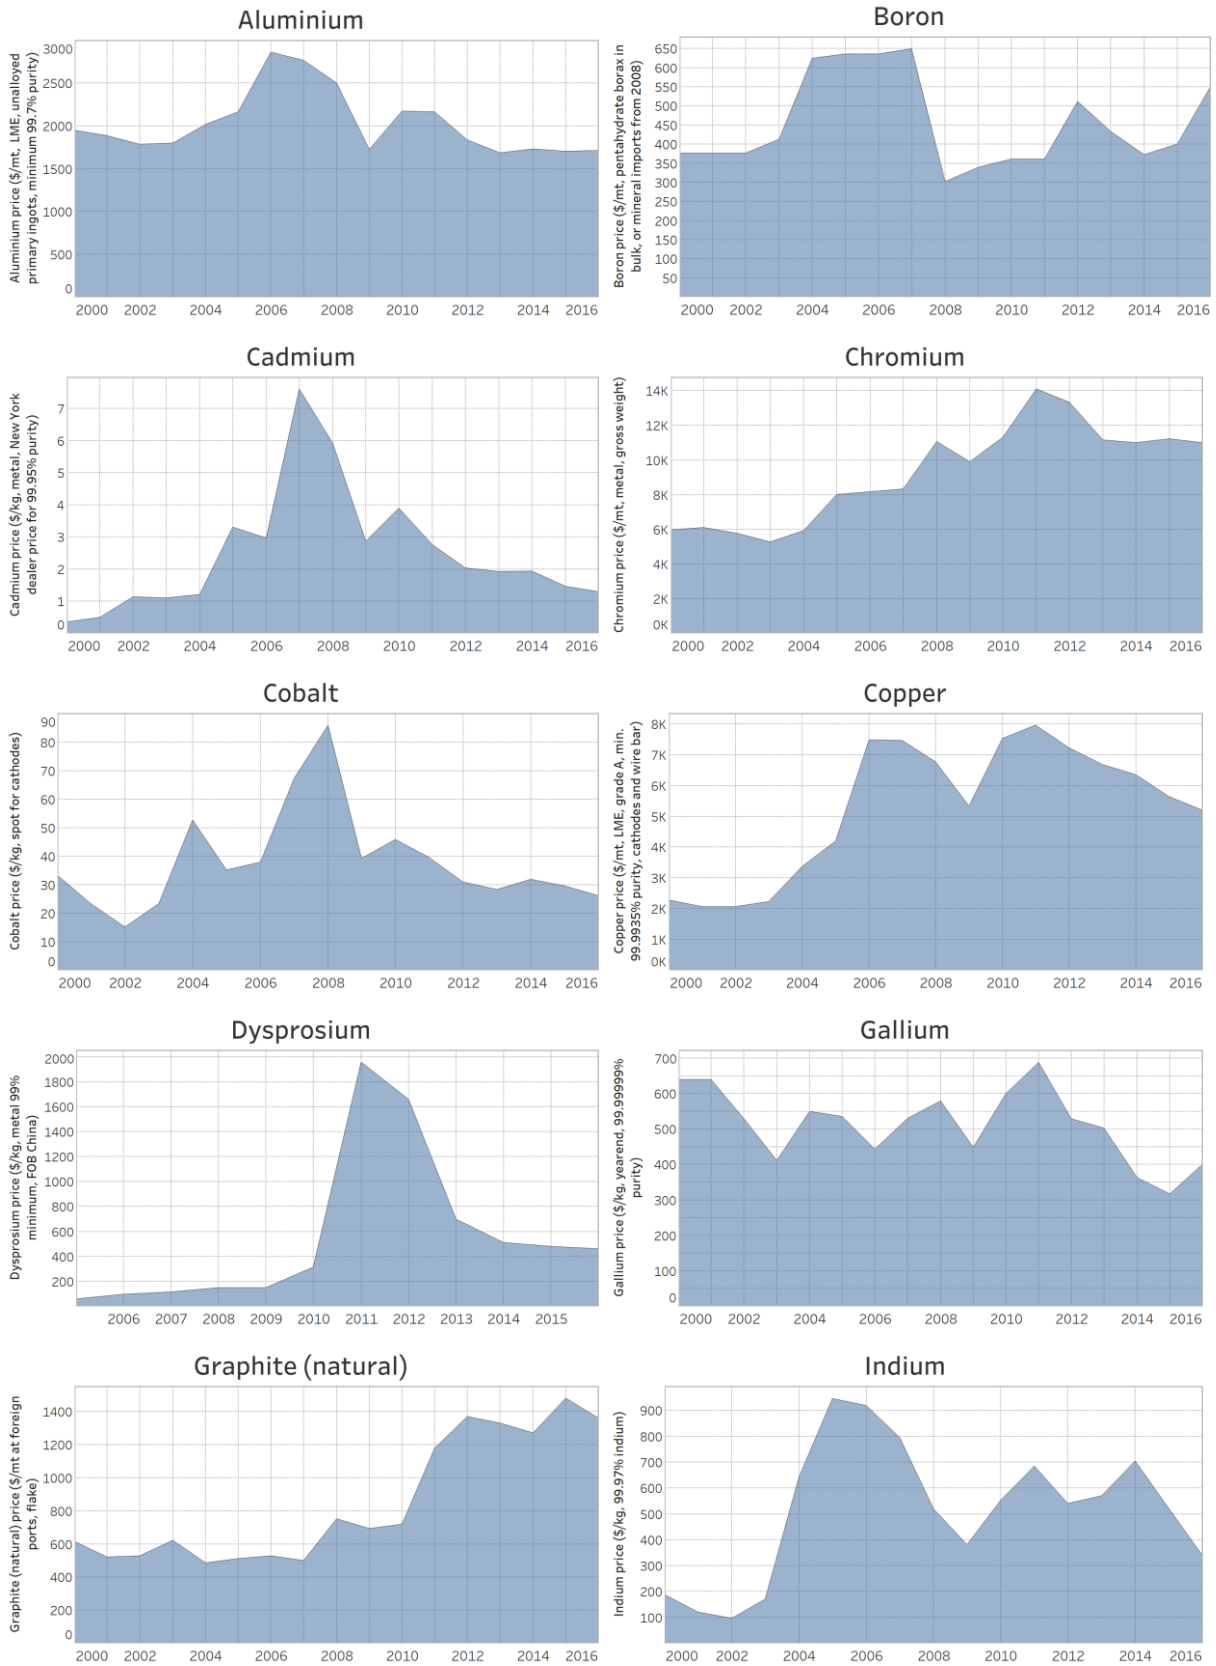 Aluminium
Aluminium price ($/mt, LME, unalloyed
primary ingots, minimum 99.7% purity)
3000
2500
2000
1500
1000
500
0
2000 2002 2004 2006 2008 2010 2012 2014 2016
Boron
Boron price ($/mt, pentahydrate borax in
bulk, or mineral imports from 2008)
650
600
550
500
450
400
350
300
250
200
150
100
50
2000 2002 2004 2006 2008 2010 2012 2014 2016
Cadmium
Cadmium price ($/kg, metal, New York
dealer price for 99.95% purity)
7
6
5
4
3
2
1
0
2000 2002 2004 2006 2008 2010 2012 2014 2016
Chromium
Chromium price ($/mt, metal, gross weight)
14K
12K
10K
8K
6K
4K
2K
0K
2000 2002 2004 2006 2008 2010 2012 2014 2016
Cobalt
Cobalt price ($/kg, spot for cathodes)
90
80
70
60
50
40
30
20
10
0
2000 2002 2004 2006 2008 2010 2012 2014 2016
Copper
Copper price ($/mt, LME, grade A, min.
99.9935% purity, cathodes and wire bar)
8K
7K
6K
5K
4K
3K
2K
1K
0K
2000 2002 2004 2006 2008 2010 2012 2014 2016
Dysprosium
Dysprosium price ($/kg, metal 99%
minimum, FOB China)
2000
1800
1600
1400
1200
1000
800
600
400
200
2006 2007 2008 2009 2010 2011 2012 2013 2014 2015
Gallium
Gallium price ($/kg, yearend, 99.99999%
purity)
700
600
500
400
300
200
100
0
2000 2002 2004 2006 2008 2010 2012 2014 2016
Graphite (natural)
Graphite (natural) price ($/mt at foreign
ports, flake)
1400
1200
1000
800
600
400
200
0
2000 2002 2004 2006 2008 2010 2012 2014 2016
Indium
Indium price ($/kg, 99.97% indium)
900
800
700
600
500
400
300
200
100
2000 2002 2004 2006 2008 2010 2012 2014 2016